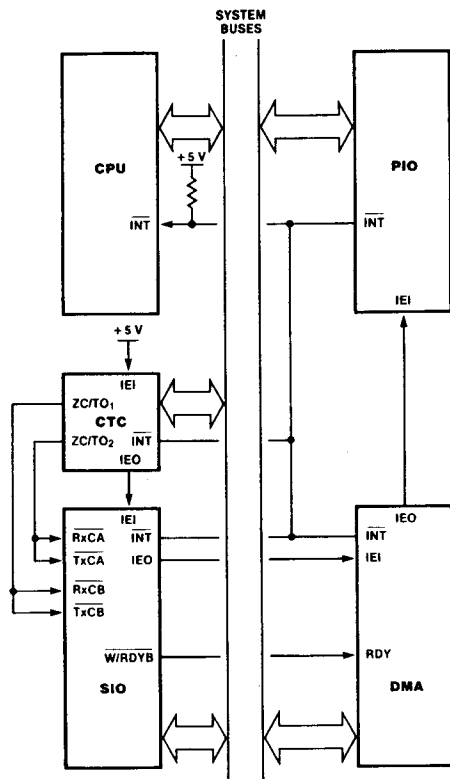 SYSTEM
BUSES
CPU
+5 V
INT
PIO
INT
IEI
+5 V
IEI
ZC/TO1
CTC
ZC/TO2
INT
IEO
IEI
RxCA
INT
TxCA
IEO
RxCB
TxCB
W/RDYB
SIO
IEO
INT
IEI
RDY
DMA